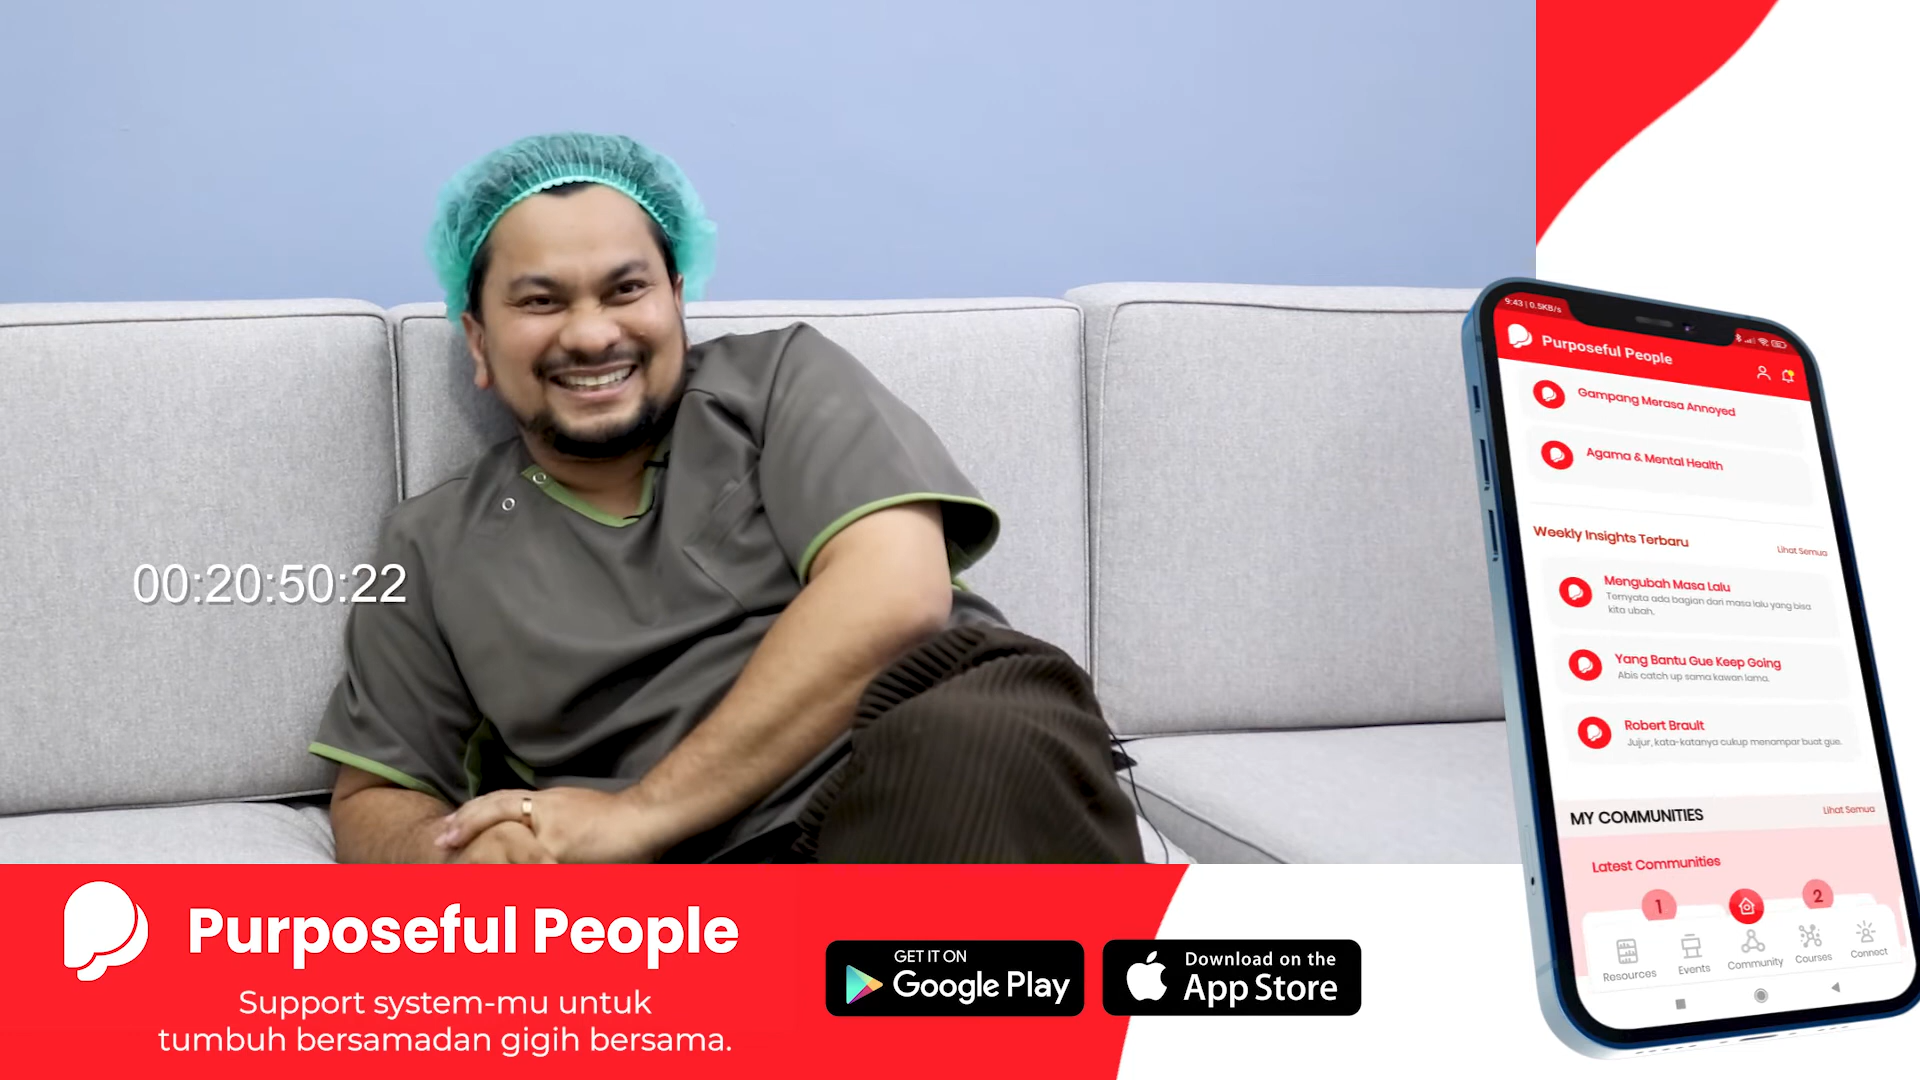 00:20:50:22
9:43 | 0.5KB/s
Purposeful People
Gampang Merasa Annoyed
Agama & Mental Health
Weekly Insights Terbaru
Lihat Semua
Mengubah Masa Lalu
Ternyata ada bagian dari masa lalu yang bisa
kita ubah.
Yang Bantu Gue Keep Going
Abis catch up sama kawan lama.
Robert Brault
Jujur, kata-katanya cukup menampar buat gue.
MY COMMUNITIES
Lihat Semua
Latest Communities
1
2
Resources
Events
Community
Courses
Connect
Purposeful People
Support system-mu untuk
tumbuh bersamadan gigih bersama.
GET IT ON
Google Play
Download on the
App Store